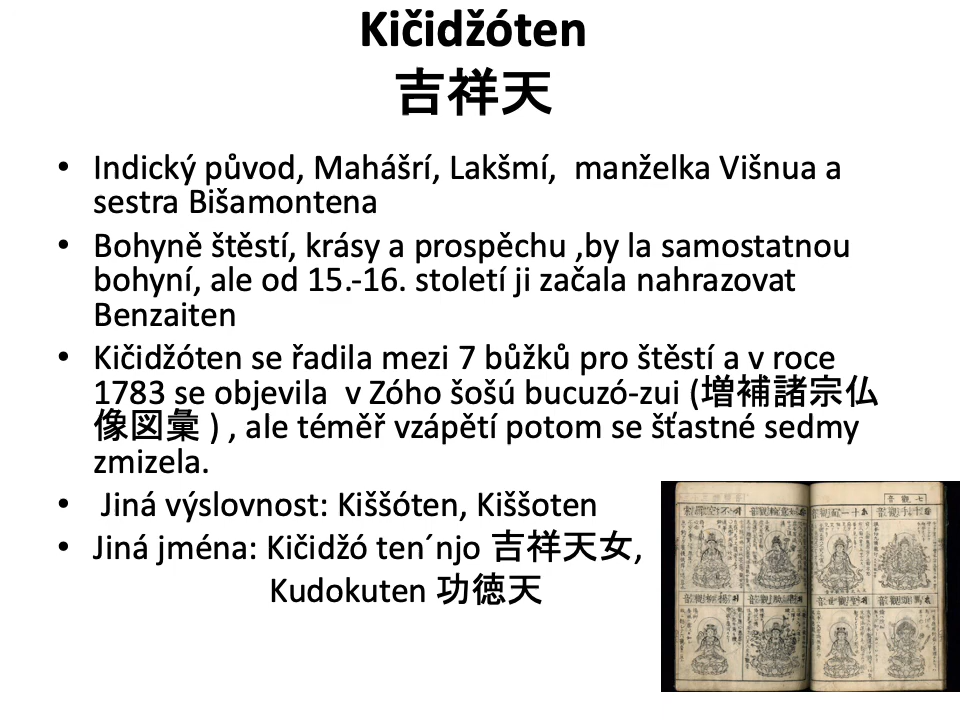 Kičidžóten
吉祥天
• Indický původ, Mahášrí, Lakšmí,  manželka Višnua a
sestra Bišamontena
• Bohyně štěstí, krásy a prospěchu ,by la samostatnou
bohyní, ale od 15.-16. století ji začala nahrazovat
Benzaiten
• Kičidžóten se řadila mezi 7 bůžků pro štěstí a v roce
1783 se objevila  v Zóho šošú bucuzó-zui (増補諸宗仏
像図彙 ) , ale téměř vzápětí potom se šťastné sedmy
zmizela.
•  Jiná výslovnost: Kiššóten, Kiššoten
• Jiná jména: Kičidžó ten´njo 吉祥天女,
Kudokuten 功徳天